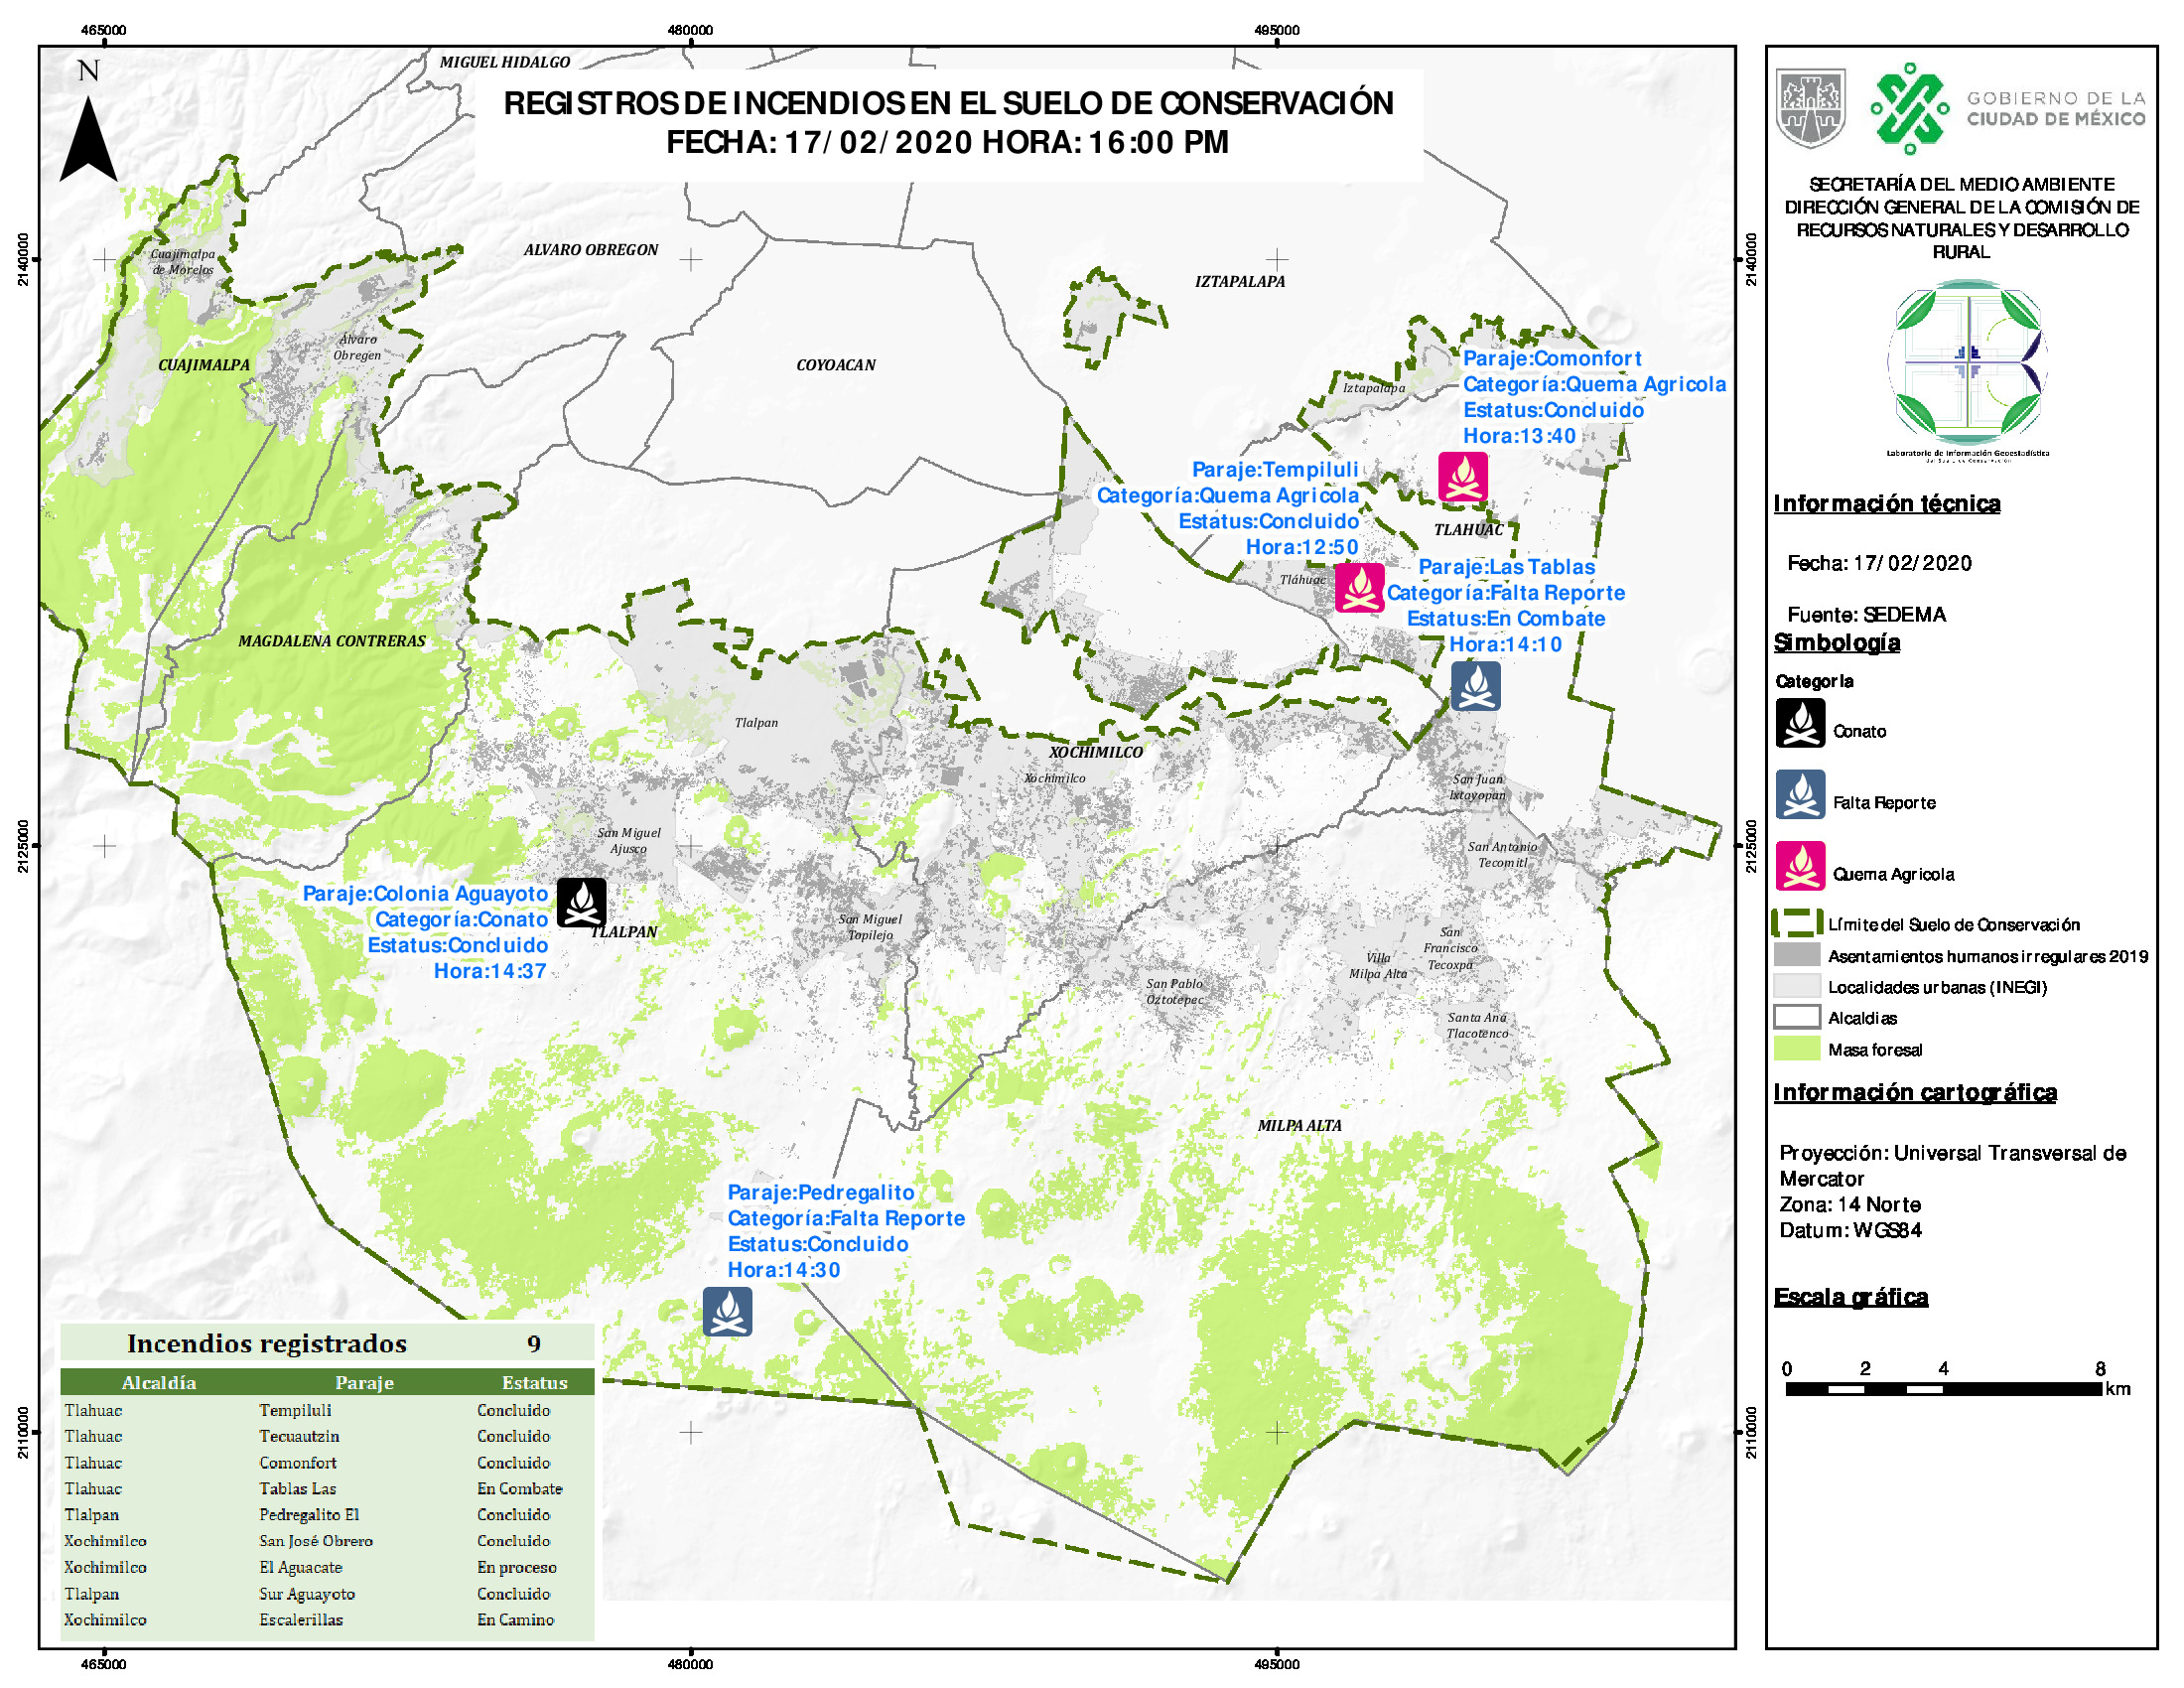 465000
480000
495000
N
MIGUEL HIDALGO
REGISTROS DE INCENDIOS EN EL SUELO DE CONSERVACIÓN
FECHA: 17/02/2020 HORA: 16:00 PM
2140000
2140000
Cuajimalpa
de Morelos
ALVARO OBREGON
IZTAPALAPA
CUAJIMALPA
Álvaro
Obregen
COYOACAN
Iztapalapa
Paraje:Comonfort
Categoría:Quema Agricola
Estatus:Concluido
Hora:13:40
Paraje:Tempiluli
Categoría:Quema Agricola
Estatus:Concluido
Hora:12:50
TLAHUAC
Tláhuac
Paraje:Las Tablas
Categoría:Falta Reporte
Estatus:En Combate
Hora:14:10
MAGDALENA CONTRERAS
Tlalpan
XOCHIMILCO
Xochimilco
San Juan
Ixtayopan
2125000
2125000
San Miguel
Ajusco
San Antonio
Tecomitl
Paraje:Colonia Aguayoto
Categoría:Conato
Estatus:Concluido
Hora:14:37
TLALPAN
San Miguel
Topilejo
San
Francisco
Tecoxpa
Villa
Milpa Alta
San Pablo
Oztotepec
Santa Ana
Tlacotenco
MILPA ALTA
Paraje:Pedregalito
Categoría:Falta Reporte
Estatus:Concluido
Hora:14:30
2110000
2110000
Incendios registrados 9
Alcaldía Paraje Estatus
Tlahuac Tempiluli Concluido
Tlahuac Tecuautzin Concluido
Tlahuac Comonfort Concluido
Tlahuac Tablas Las En Combate
Tlalpan Pedregalito El Concluido
Xochimilco San José Obrero Concluido
Xochimilco El Aguacate En proceso
Tlalpan Sur Aguayoto Concluido
Xochimilco Escalerillas En Camino
465000
480000
495000
GOBIERNO DE LA
CIUDAD DE MÉXICO
SECRETARÍA DEL MEDIO AMBIENTE
DIRECCIÓN GENERAL DE LA COMISIÓN DE
RECURSOS NATURALES Y DESARROLLO
RURAL
Laboratorio de Información Geoestadística
del Suelo de Conservación
Información técnica
Fecha: 17/02/2020
Fuente: SEDEMA
Simbología
Categoria
Conato
Falta Reporte
Quema Agricola
Límite del Suelo de Conservación
Asentamientos humanos irregulares 2019
Localidades urbanas (INEGI)
Alcaldias
Masa foresal
Información cartográfica
Proyección: Universal Transversal de
Mercator
Zona: 14 Norte
Datum: WGS84
Escala gráfica
0 2 4 8
km